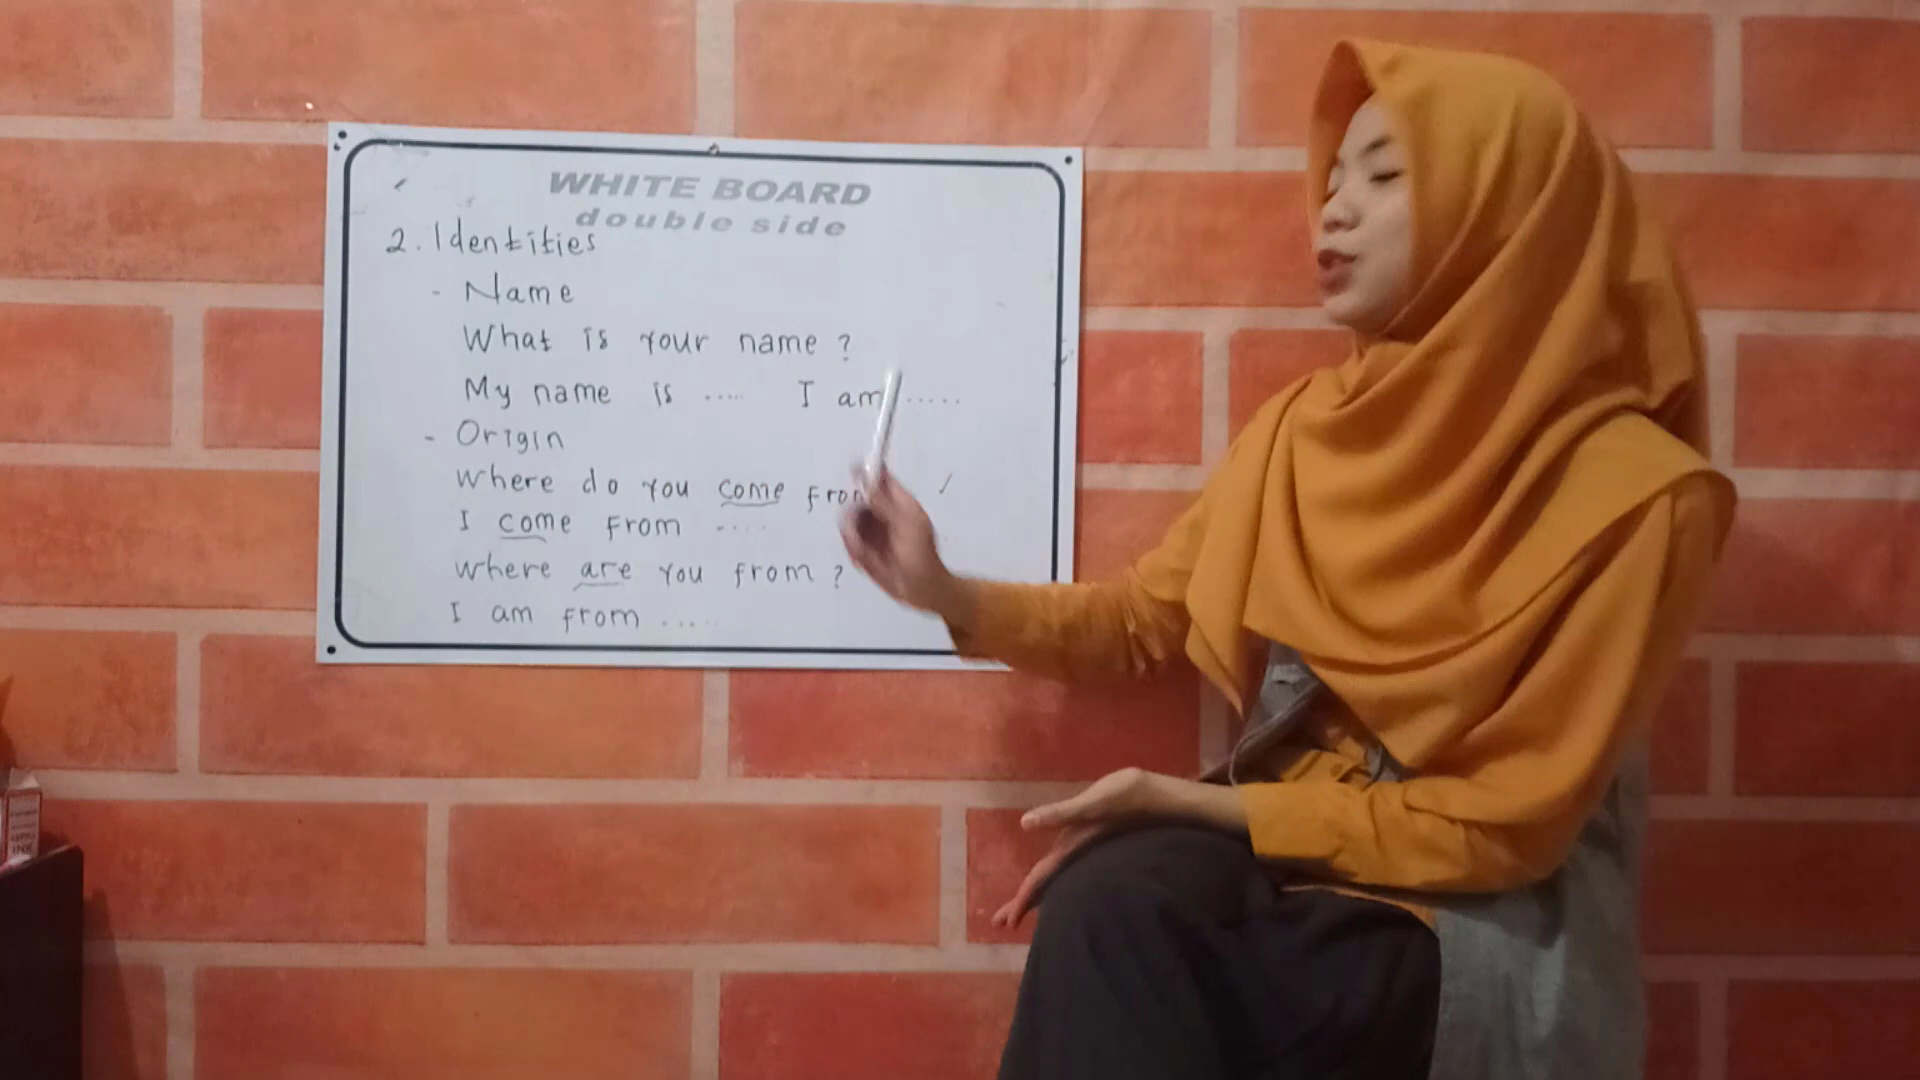 WHITE BOARD
double side
2. Identities
- Name
What is your name ?
My name is ..... I am .....
- Origin
Where do you come
I come from .....
Where are you from ?
I am from .....
INK